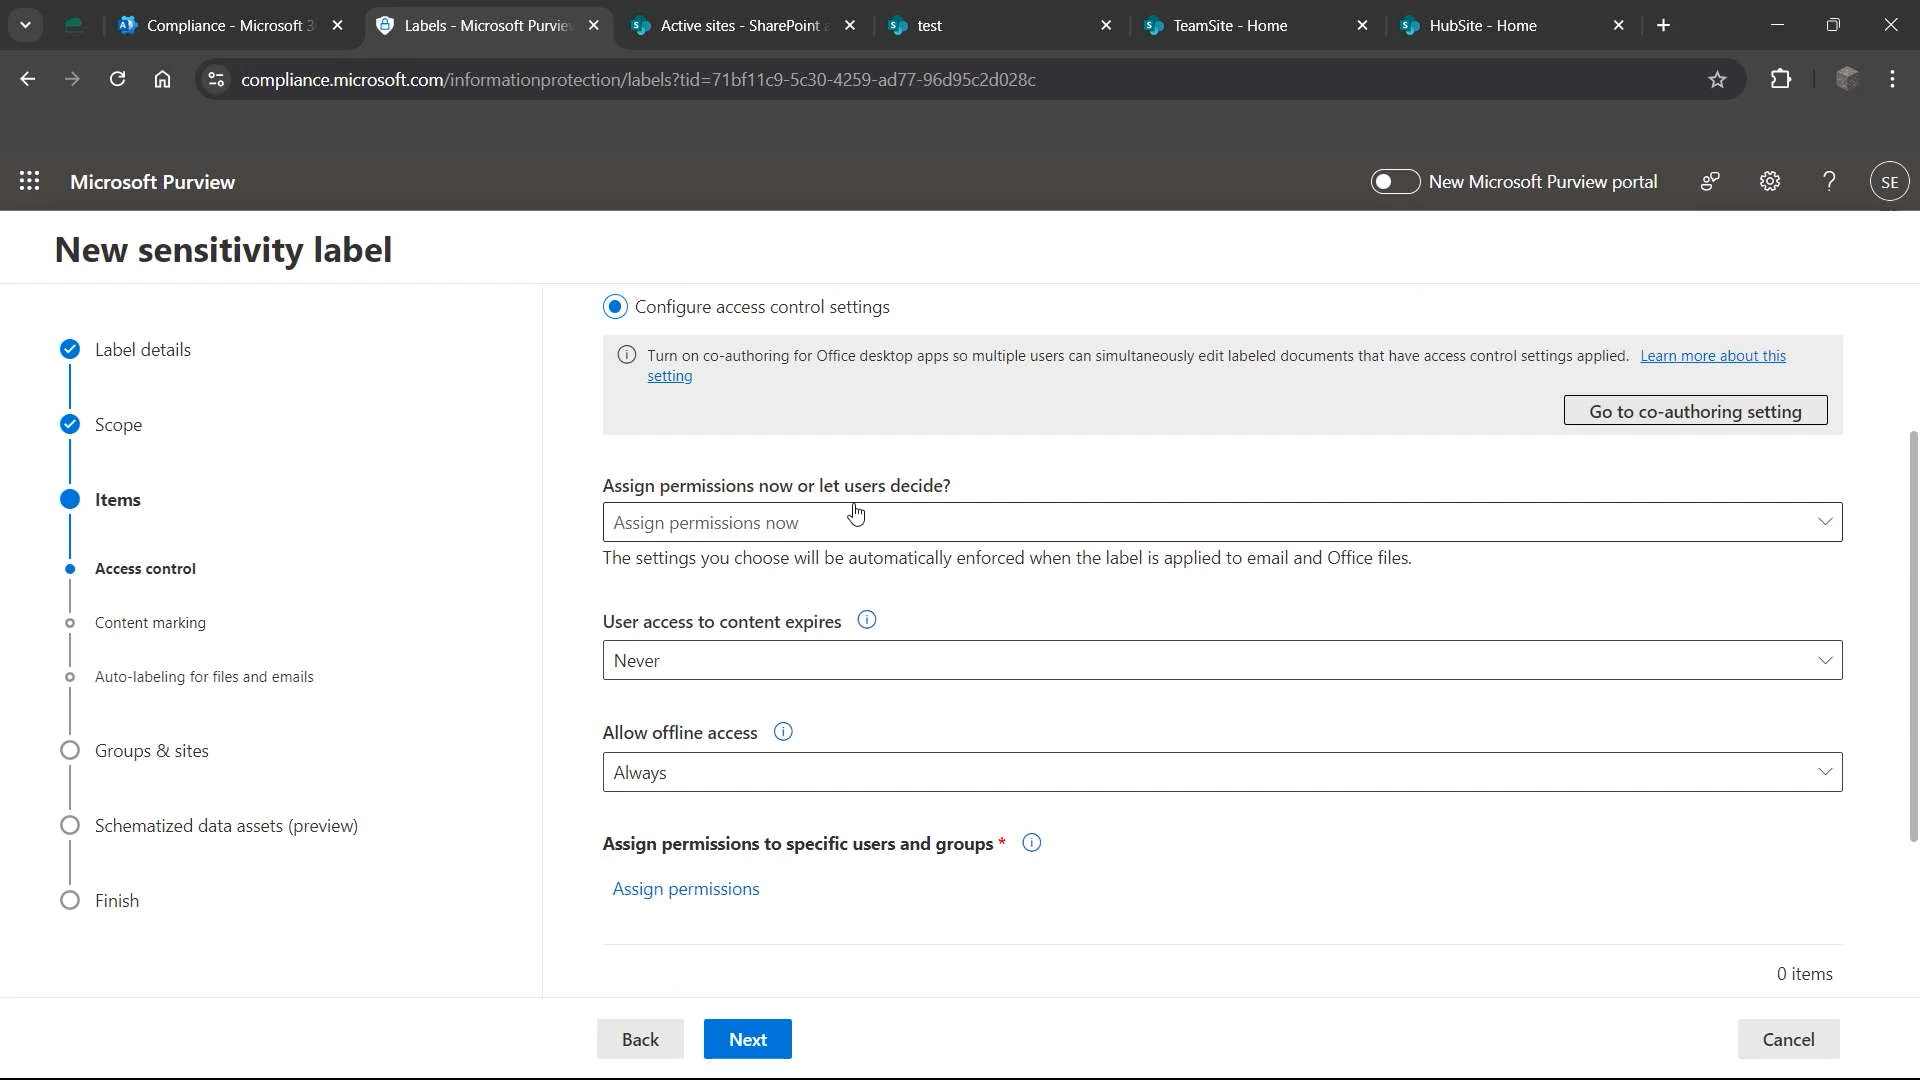 Compliance - Microsoft 3
Labels - Microsoft Purview
Active sites - SharePoint
test
TeamSite - Home
HubSite - Home
compliance.microsoft.com/informationprotection/labels?tid=71bf11c9-5c30-4259-ad77-96d95c2d028c
Microsoft Purview
New Microsoft Purview portal
SE
New sensitivity label
Label details
Scope
Items
Access control
Content marking
Auto-labeling for files and emails
Groups & sites
Schematized data assets (preview)
Finish
Configure access control settings
Turn on co-authoring for Office desktop apps so multiple users can simultaneously edit labeled documents that have access control settings applied. Learn more about this
setting
Go to co-authoring setting
Assign permissions now or let users decide?
Assign permissions now
The settings you choose will be automatically enforced when the label is applied to email and Office files.
User access to content expires
Never
Allow offline access
Always
Assign permissions to specific users and groups *
Assign permissions
0 items
Back
Next
Cancel